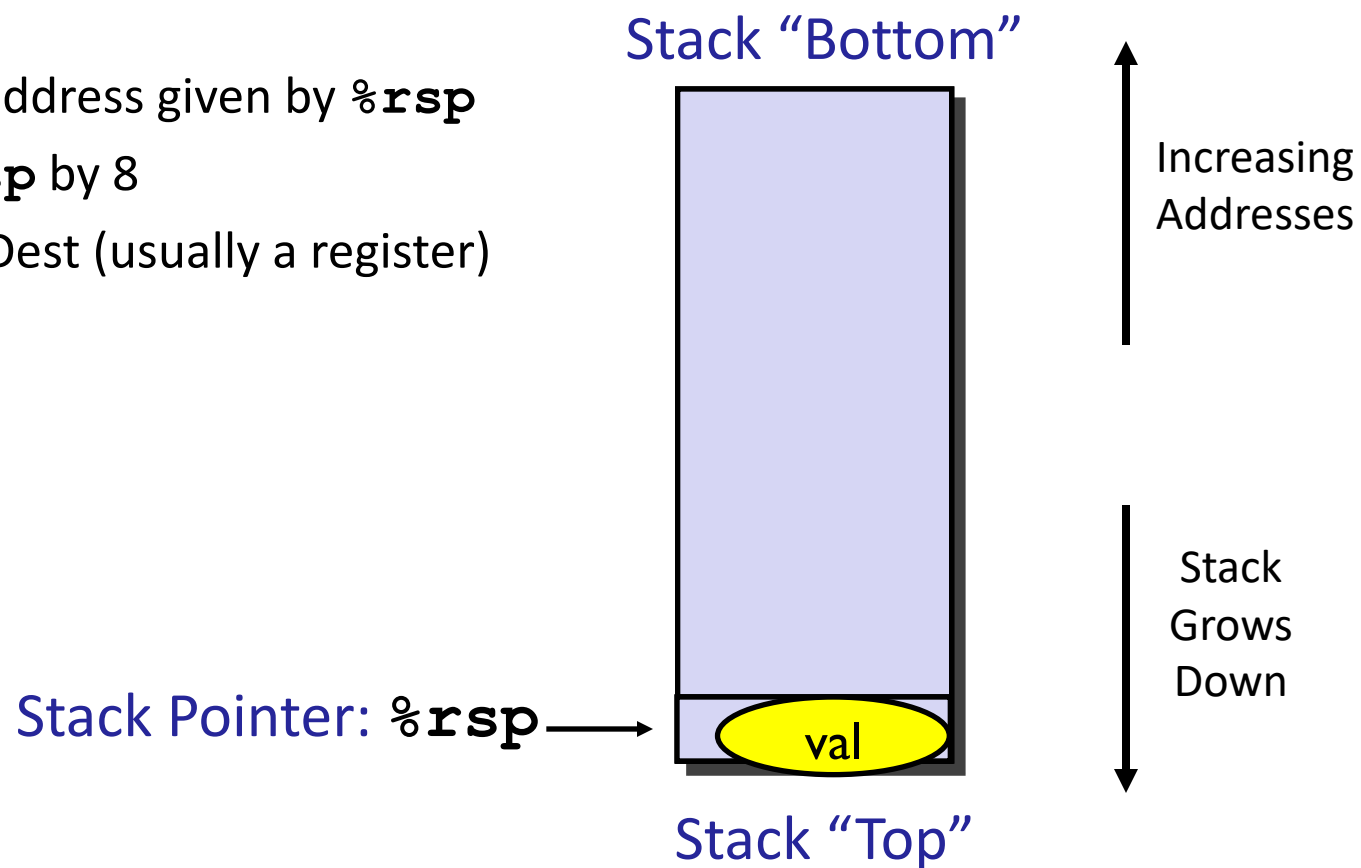 Stack “Bottom”
ddress given by %rsp
p by 8
Dest (usually a register)
Increasing
Addresses
Stack
Grows
Down
Stack Pointer: %rsp
val
Stack “Top”